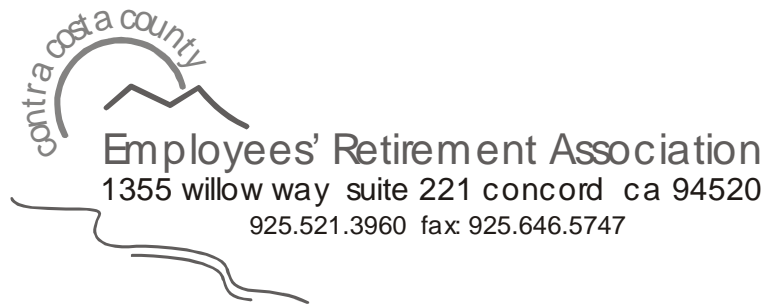 contra costa county
Employees' Retirement Association
1355 willow way suite 221 concord ca 94520
925.521.3960 fax: 925.646.5747